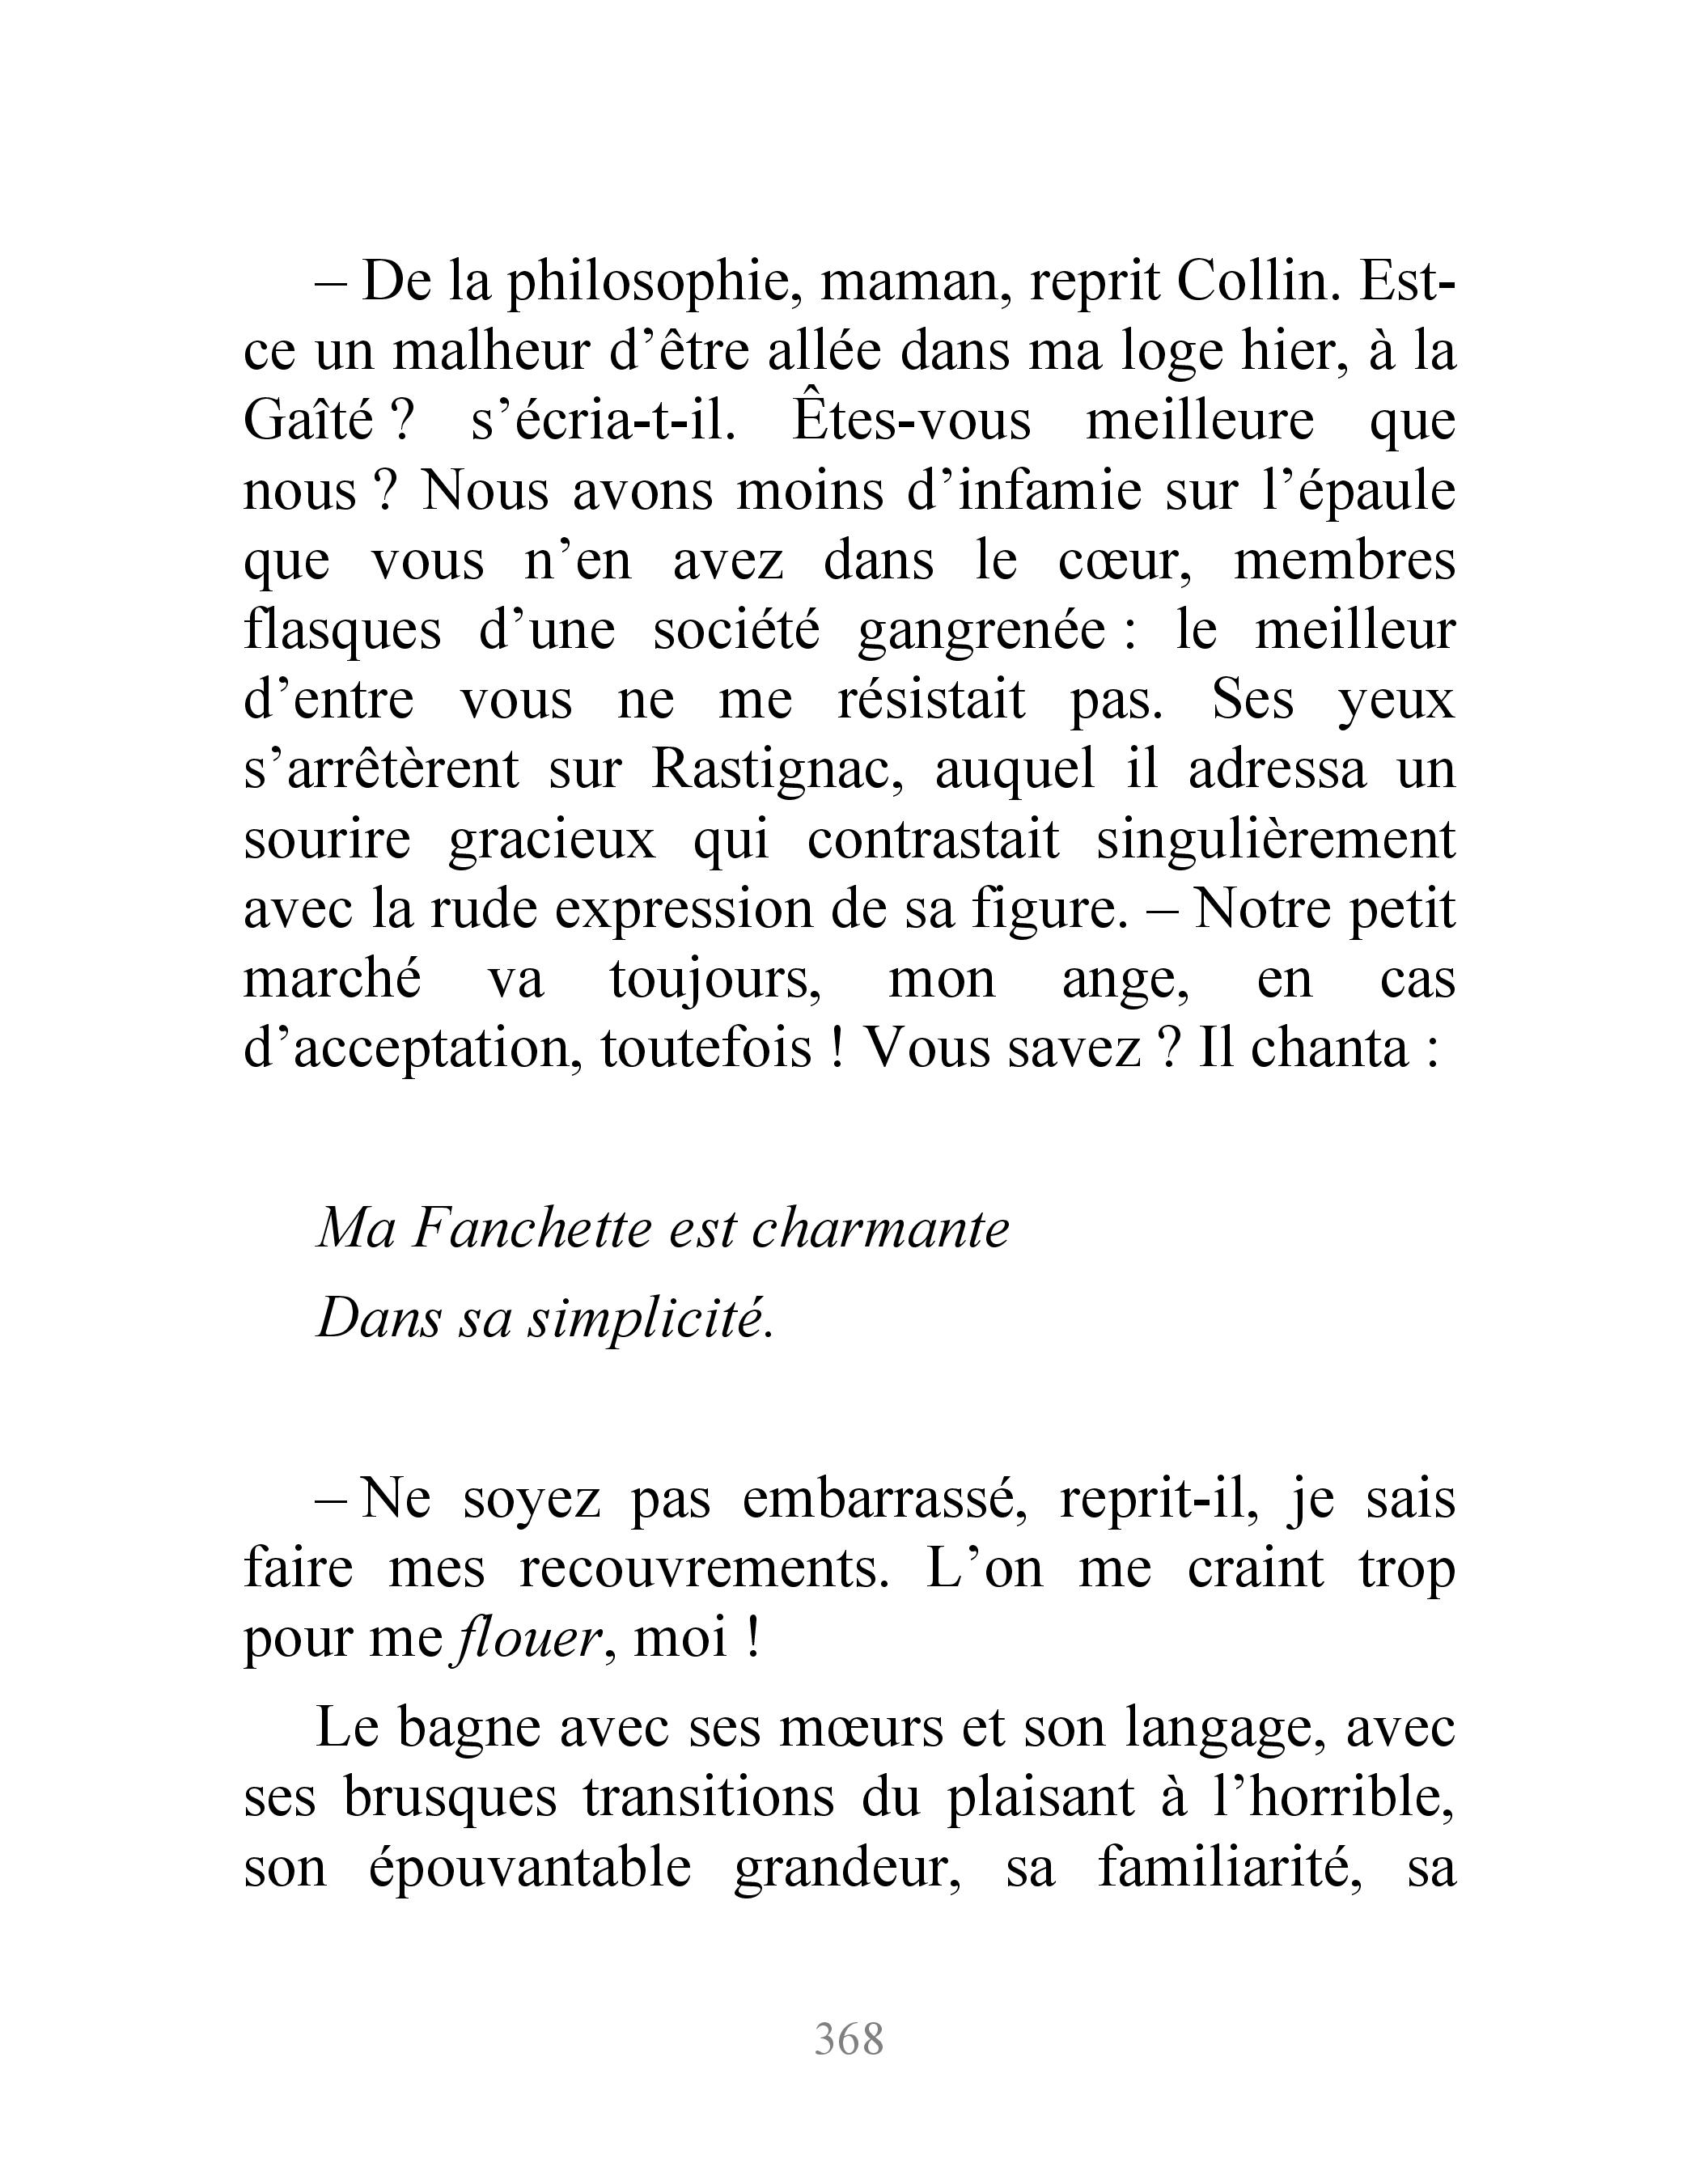 – De la philosophie, maman, reprit Collin. Est-
ce un malheur d’être allée dans ma loge hier, à la
Gaîté ? s’écria-t-il. Êtes-vous meilleure que
nous ? Nous avons moins d’infamie sur l’épaule
que vous n’en avez dans le cœur, membres
flasques d’une société gangrenée : le meilleur
d’entre vous ne me résistait pas. Ses yeux
s’arrêtèrent sur Rastignac, auquel il adressa un
sourire gracieux qui contrastait singulièrement
avec la rude expression de sa figure. – Notre petit
marché va toujours, mon ange, en cas
d’acceptation, toutefois ! Vous savez ? Il chanta :
Ma Fanchette est charmante
Dans sa simplicité.
– Ne soyez pas embarrassé, reprit-il, je sais
faire mes recouvrements. L’on me craint trop
pour me flouer, moi !
Le bagne avec ses mœurs et son langage, avec
ses brusques transitions du plaisant à l’horrible,
son épouvantable grandeur, sa familiarité, sa
368